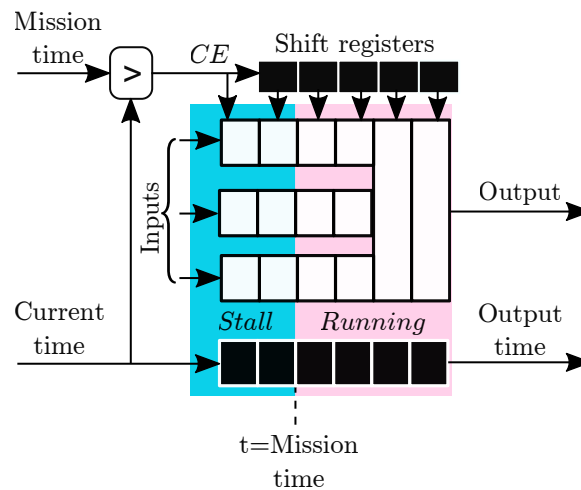 Mission
time
>
CE
Shift registers
Inputs
Output
Current
time
Stall
Running
Output
time
t=Mission
time